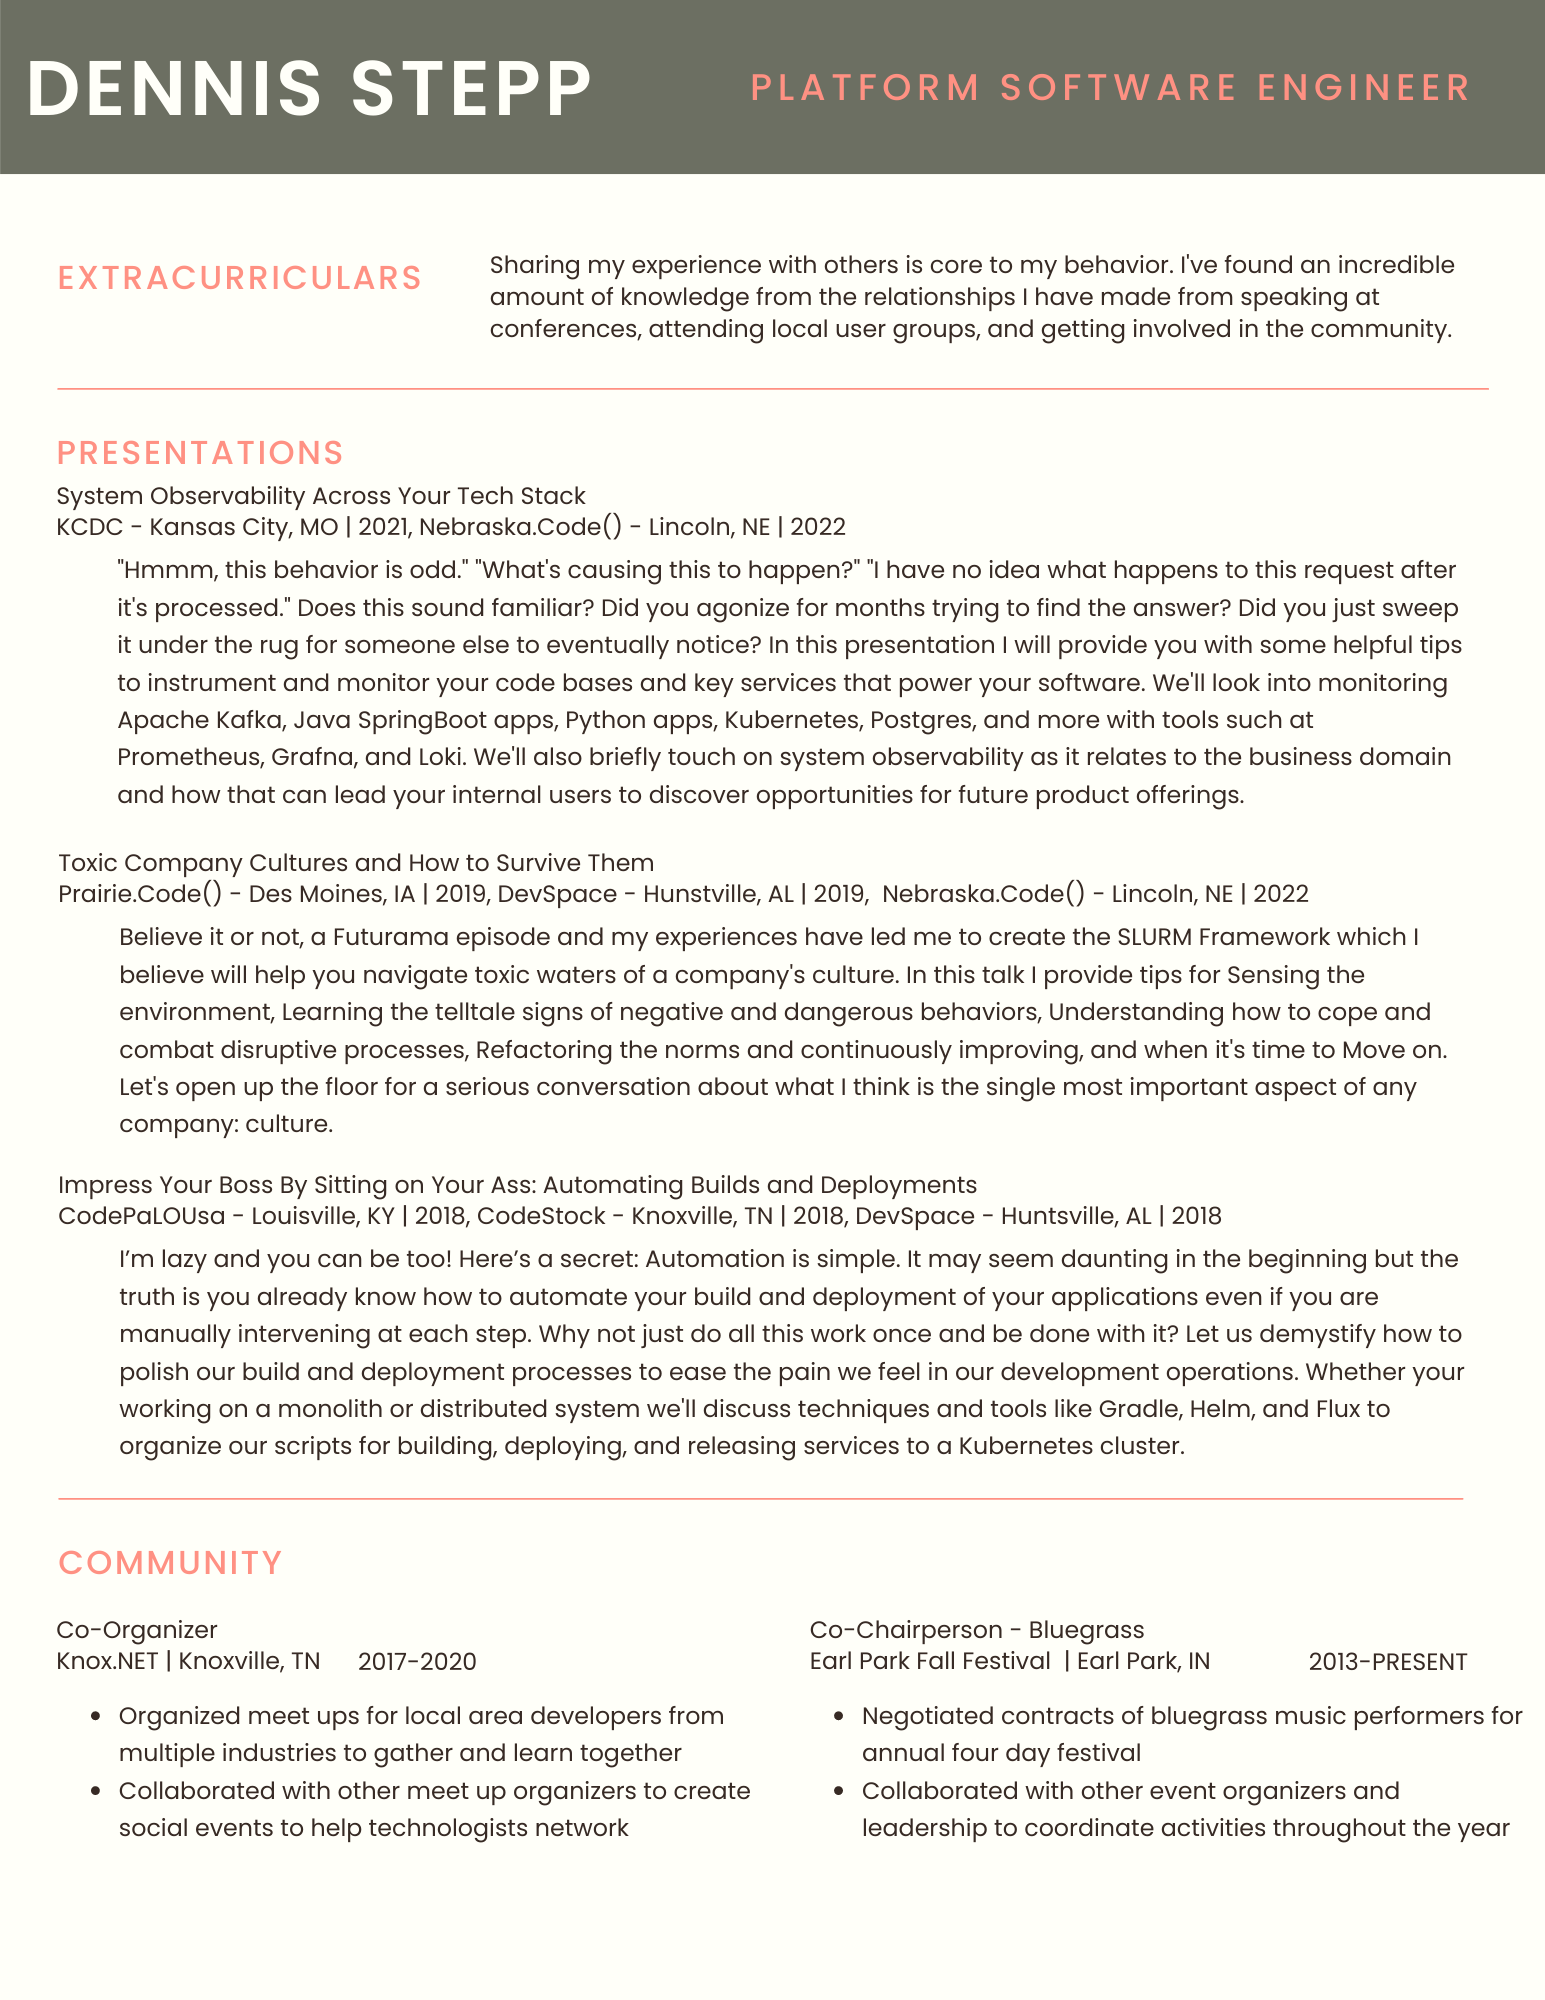 DENNIS STEPP
PLATFORM SOFTWARE ENGINEER
EXTRACURRICULARS
Sharing my experience with others is core to my behavior. I've found an incredible
amount of knowledge from the relationships I have made from speaking at
conferences, attending local user groups, and getting involved in the community.
PRESENTATIONS
System Observability Across Your Tech Stack
KCDC - Kansas City, MO | 2021, Nebraska.Code() - Lincoln, NE | 2022
"Hmmm, this behavior is odd." "What's causing this to happen?" "I have no idea what happens to this request after
it's processed." Does this sound familiar? Did you agonize for months trying to find the answer? Did you just sweep
it under the rug for someone else to eventually notice? In this presentation I will provide you with some helpful tips
to instrument and monitor your code bases and key services that power your software. We'll look into monitoring
Apache Kafka, Java SpringBoot apps, Python apps, Kubernetes, Postgres, and more with tools such at
Prometheus, Grafna, and Loki. We'll also briefly touch on system observability as it relates to the business domain
and how that can lead your internal users to discover opportunities for future product offerings.
Toxic Company Cultures and How to Survive Them
Prairie.Code() - Des Moines, IA | 2019, DevSpace - Hunstville, AL | 2019,  Nebraska.Code() - Lincoln, NE | 2022
Believe it or not, a Futurama episode and my experiences have led me to create the SLURM Framework which I
believe will help you navigate toxic waters of a company's culture. In this talk I provide tips for Sensing the
environment, Learning the telltale signs of negative and dangerous behaviors, Understanding how to cope and
combat disruptive processes, Refactoring the norms and continuously improving, and when it's time to Move on.
Let's open up the floor for a serious conversation about what I think is the single most important aspect of any
company: culture.
Impress Your Boss By Sitting on Your Ass: Automating Builds and Deployments
CodePaLOUsa - Louisville, KY | 2018, CodeStock - Knoxville, TN | 2018, DevSpace - Huntsville, AL | 2018
I’m lazy and you can be too! Here’s a secret: Automation is simple. It may seem daunting in the beginning but the
truth is you already know how to automate your build and deployment of your applications even if you are
manually intervening at each step. Why not just do all this work once and be done with it? Let us demystify how to
polish our build and deployment processes to ease the pain we feel in our development operations. Whether your
working on a monolith or distributed system we'll discuss techniques and tools like Gradle, Helm, and Flux to
organize our scripts for building, deploying, and releasing services to a Kubernetes cluster.
COMMUNITY
Co-Organizer
Knox.NET | Knoxville, TN 2017-2020
• Organized meet ups for local area developers from
multiple industries to gather and learn together
• Collaborated with other meet up organizers to create
social events to help technologists network
Co-Chairperson - Bluegrass
Earl Park Fall Festival  | Earl Park, IN 2013-PRESENT
• Negotiated contracts of bluegrass music performers for
annual four day festival
• Collaborated with other event organizers and
leadership to coordinate activities throughout the year